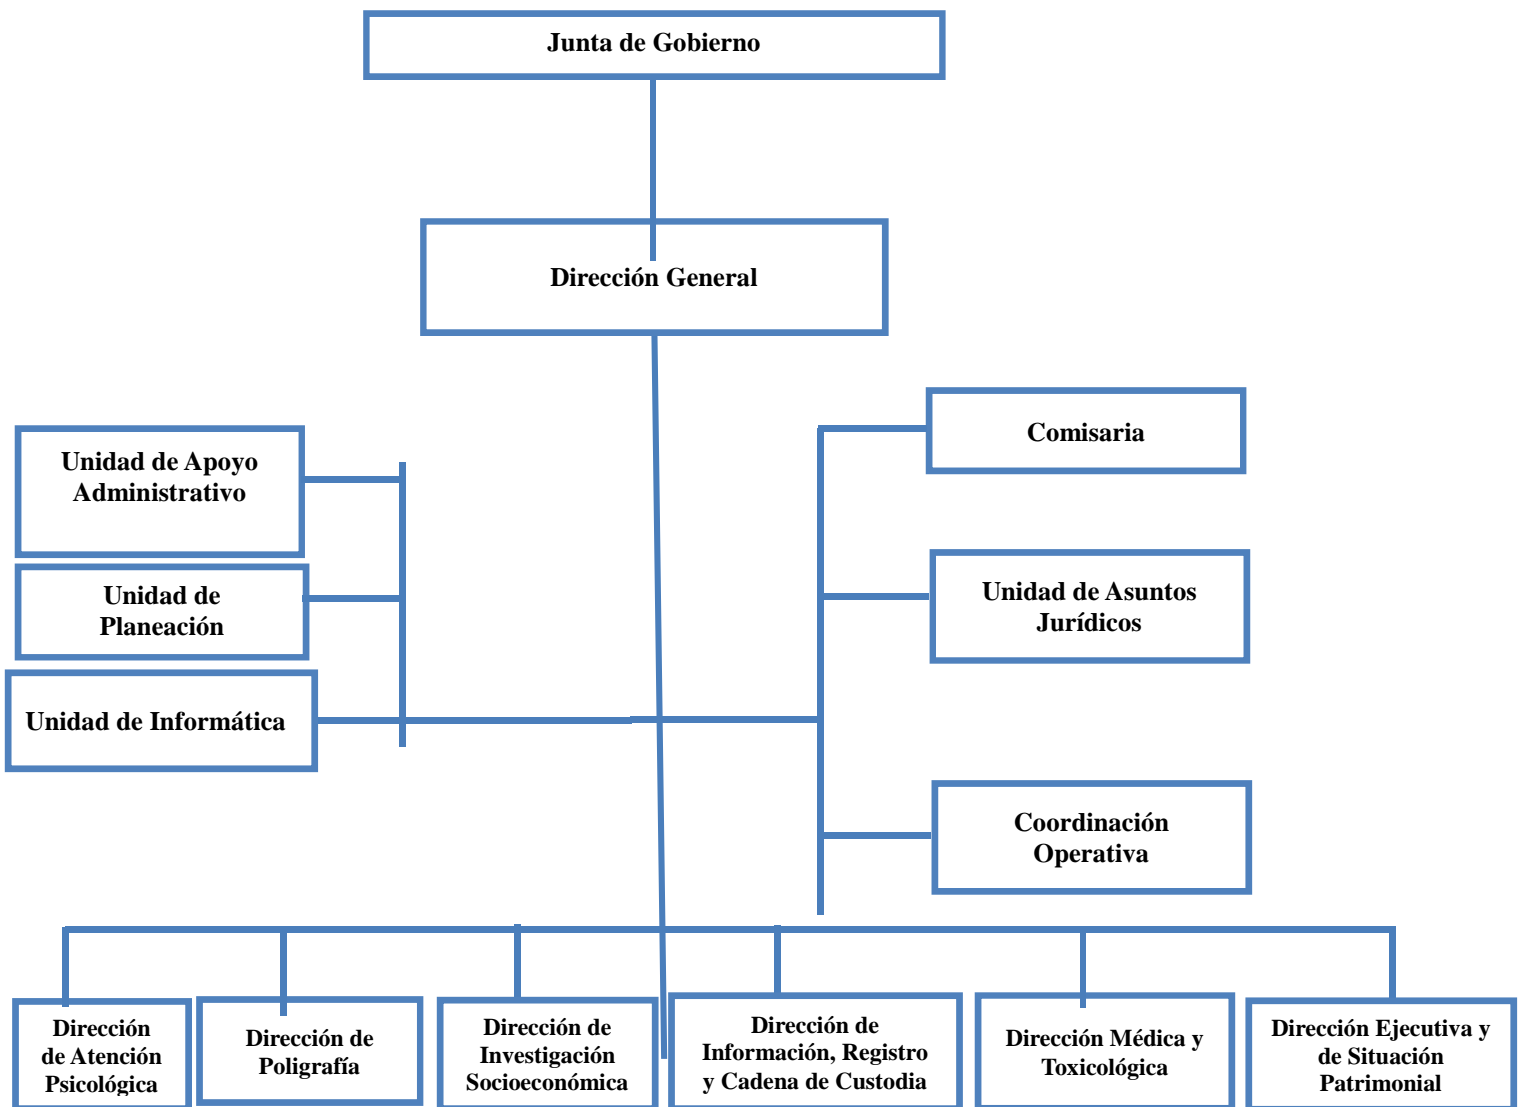 Junta de Gobierno
Dirección General
Comisaria
Unidad de Apoyo
Administrativo
Unidad de
Planeación
Unidad de Asuntos
Jurídicos
Unidad de Informática
Coordinación
Operativa
Dirección
de Atención
Psicológica
Dirección de
Poligrafía
Dirección de
Investigación
Socioeconómica
Dirección de
Información, Registro
y Cadena de Custodia
Dirección Médica y
Toxicológica
Dirección Ejecutiva y
de Situación
Patrimonial